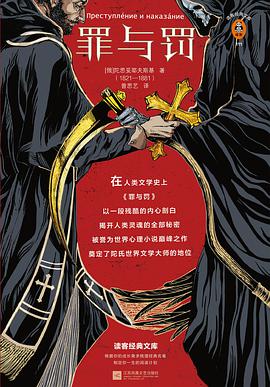 Преступлéние и наказáние
罪与罚
[俄]陀思妥耶夫斯基 著
(1821—1881)
曾思艺 译
在人类文学史上
《罪与罚》
以一段残酷的内心剖白
揭开人类灵魂的全部秘密
被誉为世界心理小说巅峰之作
奠定了陀氏世界文学大师的地位
读客经典文库
江苏凤凰文艺出版社